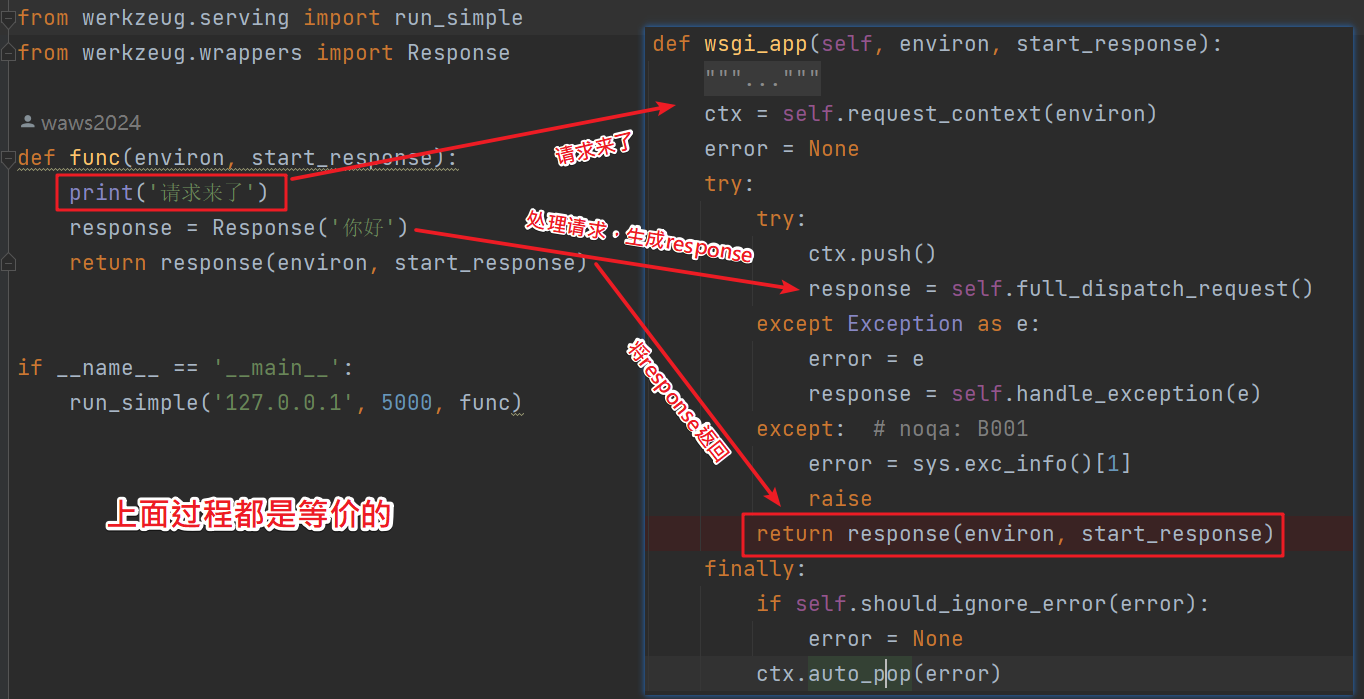 from werkzeug.serving import run_simple
from werkzeug.wrappers import Response
waws2024
def func(environ, start_response):
print('请求来了')
response = Response('你好')
return response(environ, start_response)
if __name__ == '__main__':
run_simple('127.0.0.1', 5000, func)
上面过程都是等价的
请求来了
处理请求，生成response
将response返回
def wsgi_app(self, environ, start_response):
"""..."""
ctx = self.request_context(environ)
error = None
try:
try:
ctx.push()
response = self.full_dispatch_request()
except Exception as e:
error = e
response = self.handle_exception(e)
except: # noqa: B001
error = sys.exc_info()[1]
raise
return response(environ, start_response)
finally:
if self.should_ignore_error(error):
error = None
ctx.auto_pop(error)